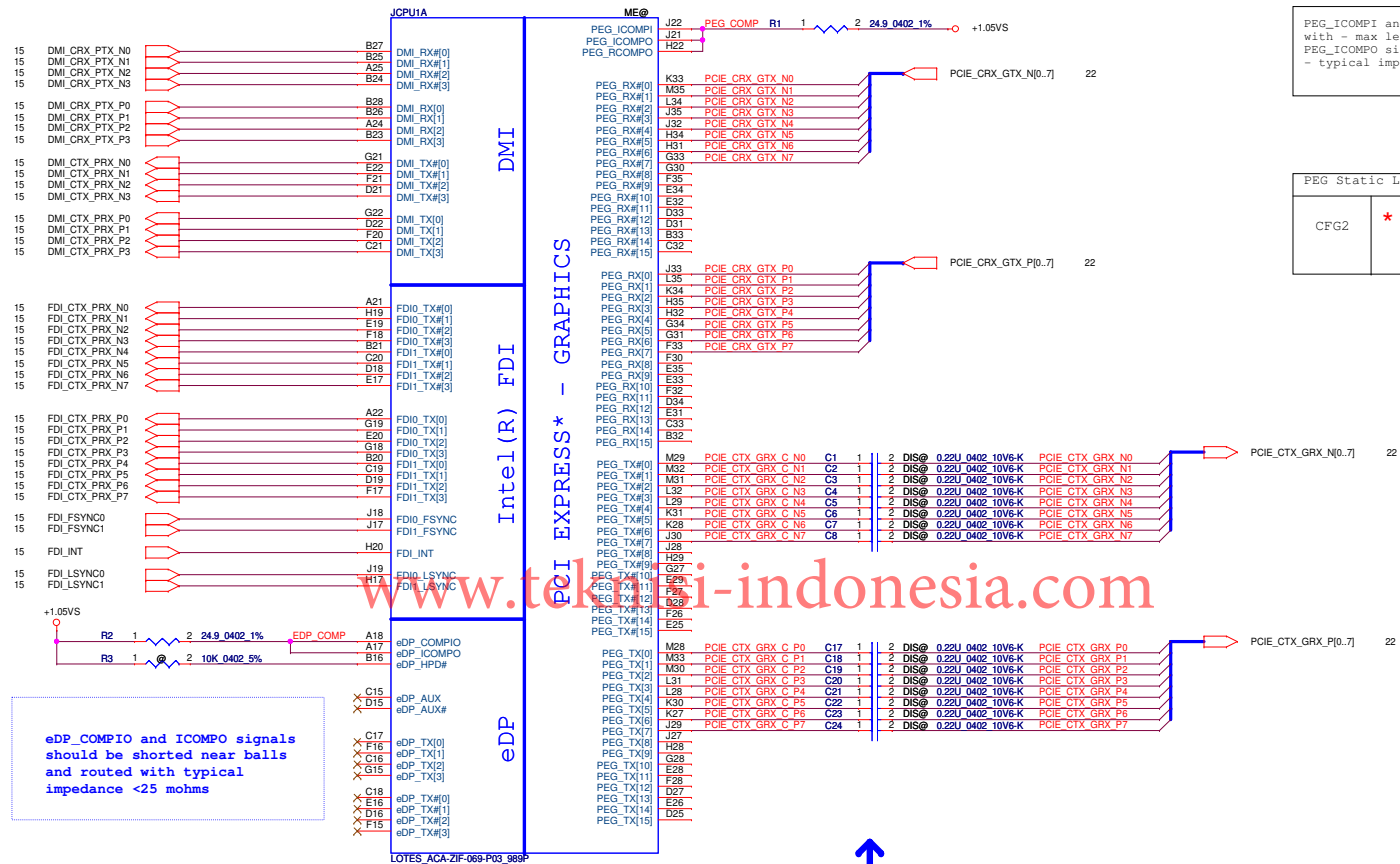 JCPU1A
ME@
15 DMI_CRX_PTX_N0 B27 DMI_RX#[0]
15 DMI_CRX_PTX_N1 B25 DMI_RX#[1]
15 DMI_CRX_PTX_N2 A25 DMI_RX#[2]
15 DMI_CRX_PTX_N3 B24 DMI_RX#[3]
15 DMI_CRX_PTX_P0 B28 DMI_RX[0]
15 DMI_CRX_PTX_P1 B26 DMI_RX[1]
15 DMI_CRX_PTX_P2 A24 DMI_RX[2]
15 DMI_CRX_PTX_P3 B23 DMI_RX[3]
15 DMI_CTX_PRX_N0 G21 DMI_TX#[0]
15 DMI_CTX_PRX_N1 E22 DMI_TX#[1]
15 DMI_CTX_PRX_N2 F21 DMI_TX#[2]
15 DMI_CTX_PRX_N3 D21 DMI_TX#[3]
15 DMI_CTX_PRX_P0 G22 DMI_TX[0]
15 DMI_CTX_PRX_P1 D22 DMI_TX[1]
15 DMI_CTX_PRX_P2 F20 DMI_TX[2]
15 DMI_CTX_PRX_P3 C21 DMI_TX[3]
DMI
15 FDI_CTX_PRX_N0 A21 FDI0_TX#[0]
15 FDI_CTX_PRX_N1 H19 FDI0_TX#[1]
15 FDI_CTX_PRX_N2 E19 FDI0_TX#[2]
15 FDI_CTX_PRX_N3 F18 FDI0_TX#[3]
15 FDI_CTX_PRX_N4 B21 FDI1_TX#[0]
15 FDI_CTX_PRX_N5 C20 FDI1_TX#[1]
15 FDI_CTX_PRX_N6 D18 FDI1_TX#[2]
15 FDI_CTX_PRX_N7 E17 FDI1_TX#[3]
15 FDI_CTX_PRX_P0 A22 FDI0_TX[0]
15 FDI_CTX_PRX_P1 G19 FDI0_TX[1]
15 FDI_CTX_PRX_P2 E20 FDI0_TX[2]
15 FDI_CTX_PRX_P3 G18 FDI0_TX[3]
15 FDI_CTX_PRX_P4 B20 FDI1_TX[0]
15 FDI_CTX_PRX_P5 C19 FDI1_TX[1]
15 FDI_CTX_PRX_P6 D19 FDI1_TX[2]
15 FDI_CTX_PRX_P7 F17 FDI1_TX[3]
15 FDI_FSYNC0 J18 FDI0_FSYNC
15 FDI_FSYNC1 J17 FDI1_FSYNC
15 FDI_INT H20 FDI_INT
15 FDI_LSYNC0 J19 FDI0_LSYNC
15 FDI_LSYNC1 H17 FDI1_LSYNC
Intel(R) FDI
+1.05VS
R2 1 2 24.9_0402_1% EDP_COMP A18 eDP_COMPIO
A17 eDP_ICOMPO
R3 1 @ 2 10K_0402_5% B16 eDP_HPD#
C15 eDP_AUX
D15 eDP_AUX#
C17 eDP_TX[0]
F16 eDP_TX[1]
C16 eDP_TX[2]
G15 eDP_TX[3]
C18 eDP_TX#[0]
E16 eDP_TX#[1]
D16 eDP_TX#[2]
F15 eDP_TX#[3]
eDP
eDP_COMPIO and ICOMPO signals
should be shorted near balls
and routed with typical
impedance <25 mohms
LOTES_ACA-ZIF-069-P03_989P
PCI EXPRESS* - GRAPHICS
PEG_ICOMPI J22 PEG_COMP R1 1 2 24.9_0402_1% +1.05VS
PEG_ICOMPO J21
PEG_RCOMPO H22
PEG_RX#[0] K33 PCIE_CRX_GTX_N0
PEG_RX#[1] M35 PCIE_CRX_GTX_N1
PEG_RX#[2] L34 PCIE_CRX_GTX_N2
PEG_RX#[3] J35 PCIE_CRX_GTX_N3
PEG_RX#[4] J32 PCIE_CRX_GTX_N4
PEG_RX#[5] H34 PCIE_CRX_GTX_N5
PEG_RX#[6] H31 PCIE_CRX_GTX_N6
PEG_RX#[7] G33 PCIE_CRX_GTX_N7
PEG_RX#[8] G30
PEG_RX#[9] F35
PEG_RX#[10] E34
PEG_RX#[11] E32
PEG_RX#[12] D33
PEG_RX#[13] D31
PEG_RX#[14] B33
PEG_RX#[15] C32
PCIE_CRX_GTX_N[0..7] 22
PEG_RX[0] J33 PCIE_CRX_GTX_P0
PEG_RX[1] L35 PCIE_CRX_GTX_P1
PEG_RX[2] K34 PCIE_CRX_GTX_P2
PEG_RX[3] H35 PCIE_CRX_GTX_P3
PEG_RX[4] H32 PCIE_CRX_GTX_P4
PEG_RX[5] G34 PCIE_CRX_GTX_P5
PEG_RX[6] G31 PCIE_CRX_GTX_P6
PEG_RX[7] F33 PCIE_CRX_GTX_P7
PEG_RX[8] F30
PEG_RX[9] E35
PEG_RX[10] E33
PEG_RX[11] F32
PEG_RX[12] D34
PEG_RX[13] E31
PEG_RX[14] C33
PEG_RX[15] B32
PCIE_CRX_GTX_P[0..7] 22
PEG_TX#[0] M29 PCIE_CTX_GRX_C_N0 C1 1 2 DIS@ 0.22U_0402_10V6-K PCIE_CTX_GRX_N0
PEG_TX#[1] M32 PCIE_CTX_GRX_C_N1 C2 1 2 DIS@ 0.22U_0402_10V6-K PCIE_CTX_GRX_N1
PEG_TX#[2] M31 PCIE_CTX_GRX_C_N2 C3 1 2 DIS@ 0.22U_0402_10V6-K PCIE_CTX_GRX_N2
PEG_TX#[3] L32 PCIE_CTX_GRX_C_N3 C4 1 2 DIS@ 0.22U_0402_10V6-K PCIE_CTX_GRX_N3
PEG_TX#[4] L29 PCIE_CTX_GRX_C_N4 C5 1 2 DIS@ 0.22U_0402_10V6-K PCIE_CTX_GRX_N4
PEG_TX#[5] K31 PCIE_CTX_GRX_C_N5 C6 1 2 DIS@ 0.22U_0402_10V6-K PCIE_CTX_GRX_N5
PEG_TX#[6] K28 PCIE_CTX_GRX_C_N6 C7 1 2 DIS@ 0.22U_0402_10V6-K PCIE_CTX_GRX_N6
PEG_TX#[7] J30 PCIE_CTX_GRX_C_N7 C8 1 2 DIS@ 0.22U_0402_10V6-K PCIE_CTX_GRX_N7
PEG_TX#[8] J28
PEG_TX#[9] H29
PEG_TX#[10] G27
PEG_TX#[11] E29
PEG_TX#[12] F27
PEG_TX#[13] D28
PEG_TX#[14] F26
PEG_TX#[15] E25
PCIE_CTX_GRX_N[0..7] 22
PEG_TX[0] M28 PCIE_CTX_GRX_C_P0 C17 1 2 DIS@ 0.22U_0402_10V6-K PCIE_CTX_GRX_P0
PEG_TX[1] M33 PCIE_CTX_GRX_C_P1 C18 1 2 DIS@ 0.22U_0402_10V6-K PCIE_CTX_GRX_P1
PEG_TX[2] M30 PCIE_CTX_GRX_C_P2 C19 1 2 DIS@ 0.22U_0402_10V6-K PCIE_CTX_GRX_P2
PEG_TX[3] L31 PCIE_CTX_GRX_C_P3 C20 1 2 DIS@ 0.22U_0402_10V6-K PCIE_CTX_GRX_P3
PEG_TX[4] L28 PCIE_CTX_GRX_C_P4 C21 1 2 DIS@ 0.22U_0402_10V6-K PCIE_CTX_GRX_P4
PEG_TX[5] K30 PCIE_CTX_GRX_C_P5 C22 1 2 DIS@ 0.22U_0402_10V6-K PCIE_CTX_GRX_P5
PEG_TX[6] K27 PCIE_CTX_GRX_C_P6 C23 1 2 DIS@ 0.22U_0402_10V6-K PCIE_CTX_GRX_P6
PEG_TX[7] J29 PCIE_CTX_GRX_C_P7 C24 1 2 DIS@ 0.22U_0402_10V6-K PCIE_CTX_GRX_P7
PEG_TX[8] J27
PEG_TX[9] H28
PEG_TX[10] G28
PEG_TX[11] E28
PEG_TX[12] F28
PEG_TX[13] D27
PEG_TX[14] E26
PEG_TX[15] D25
PCIE_CTX_GRX_P[0..7] 22
PEG_ICOMPI an
with - max le
PEG_ICOMPO si
- typical imp
PEG Static L
CFG2 *
www.teknisi-indonesia.com